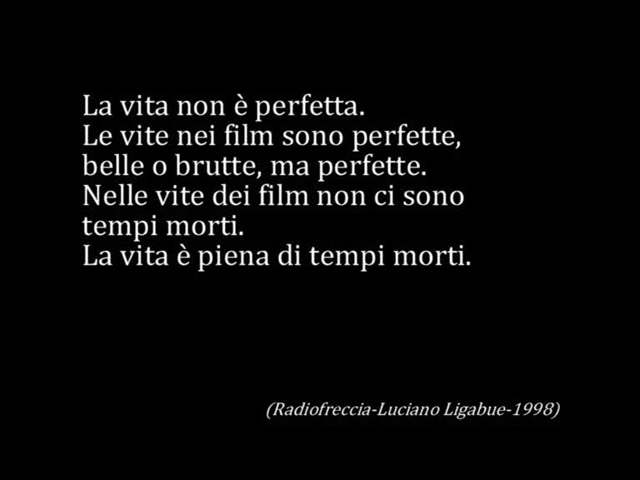 La vita non è perfetta.
Le vite nei film sono perfette,
belle o brutte, ma perfette.
Nelle vite dei film non ci sono
tempi morti.
La vita è piena di tempi morti.
(Radiofreccia-Luciano Ligabue-1998)